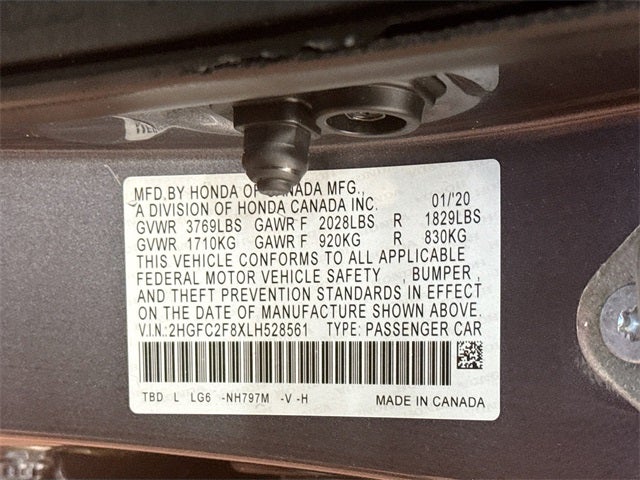 MFD.BY HONDA OF CANADA MFG.,
A DIVISION OF HONDA CANADA INC. 01/'20
GVWR 3769LBS GAWR F 2028LBS R 1829LBS
GVWR 1710KG GAWR F 920KG R 830KG
THIS VEHICLE CONFORMS TO ALL APPLICABLE
FEDERAL MOTOR VEHICLE SAFETY , BUMPER ,
AND THEFT PREVENTION STANDARDS IN EFFECT
ON THE DATE OF MANUFACTURE SHOWN ABOVE.
V.I.N.:2HGFC2F8XLH528561 TYPE: PASSENGER CAR
TBD L LG6 -NH797M -V -H MADE IN CANADA